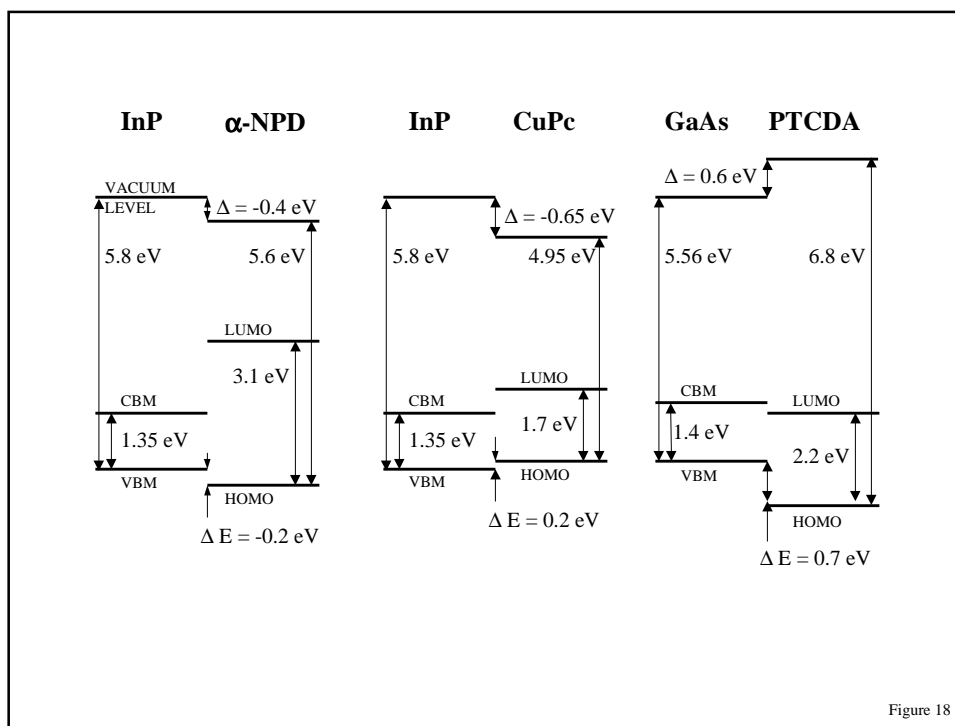 InP α-NPD InP CuPc GaAs PTCDA
Δ = 0.6 eV
VACUUM
LEVEL Δ = -0.4 eV Δ = -0.65 eV
5.8 eV 5.6 eV 5.8 eV 4.95 eV 5.56 eV 6.8 eV
LUMO
3.1 eV LUMO
CBM CBM CBM LUMO
1.35 eV 1.35 eV 1.7 eV 1.4 eV
2.2 eV
VBM HOMO VBM HOMO VBM
HOMO
Δ E = -0.2 eV Δ E = 0.2 eV
Δ E = 0.7 eV
Figure 18